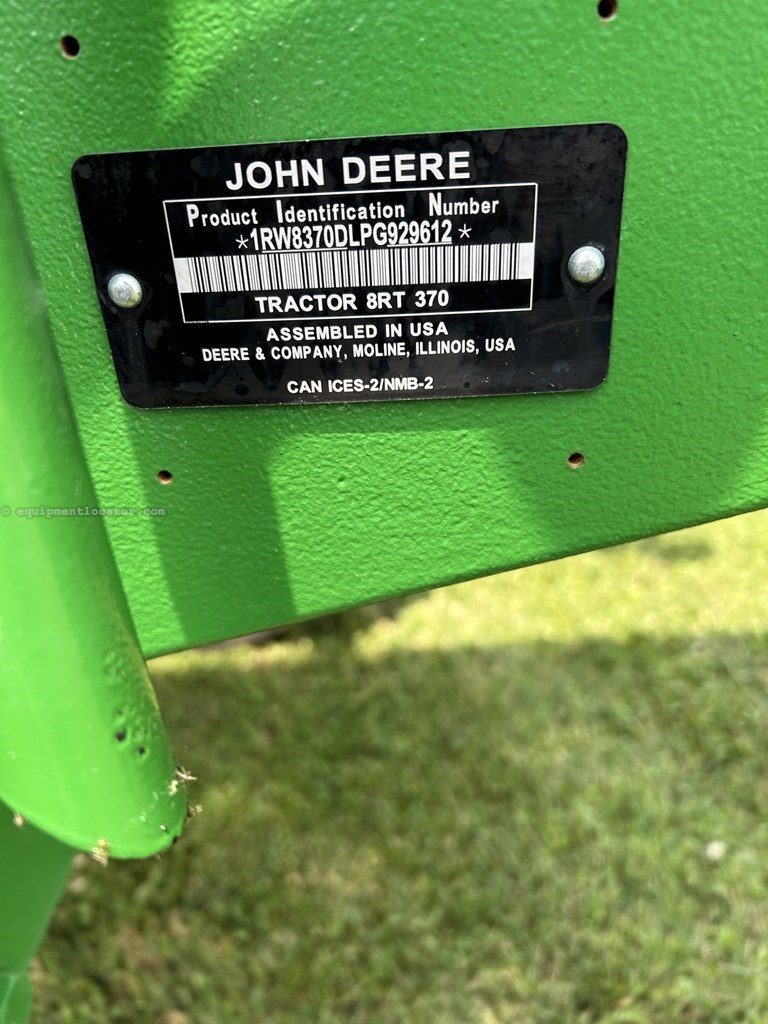 JOHN DEERE
Product Identification Number
*1RW8370DLPG929612*
TRACTOR 8RT 370
ASSEMBLED IN USA
DEERE & COMPANY, MOLINE, ILLINOIS, USA
CAN ICES-2/NMB-2
© equipmentlocator.com